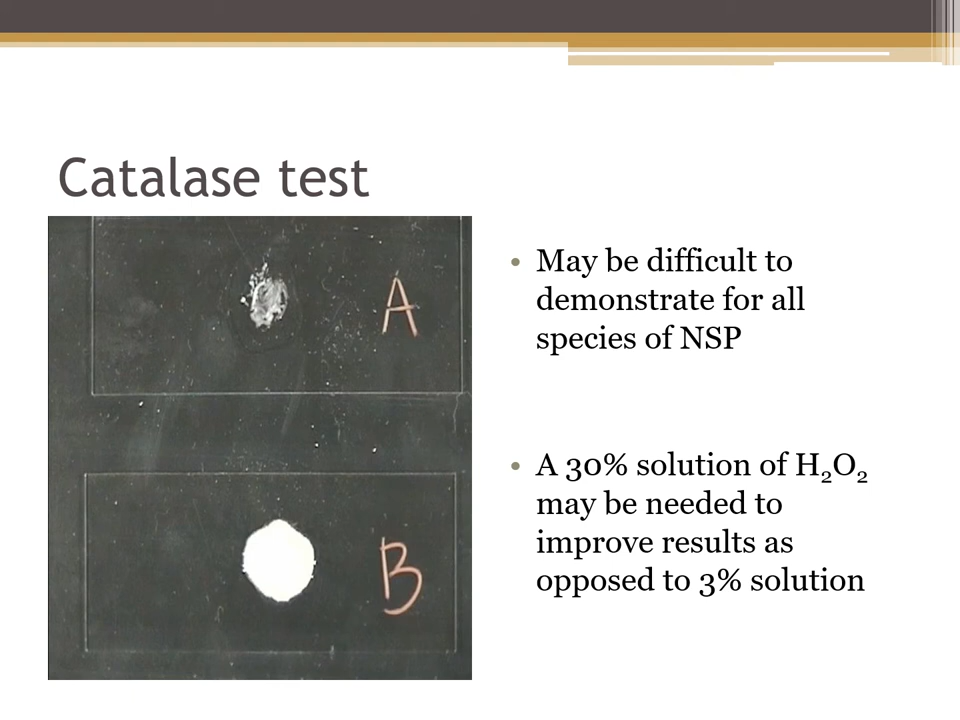 Catalase test
A
B
• May be difficult to
demonstrate for all
species of NSP
• A 30% solution of H₂O₂
may be needed to
improve results as
opposed to 3% solution